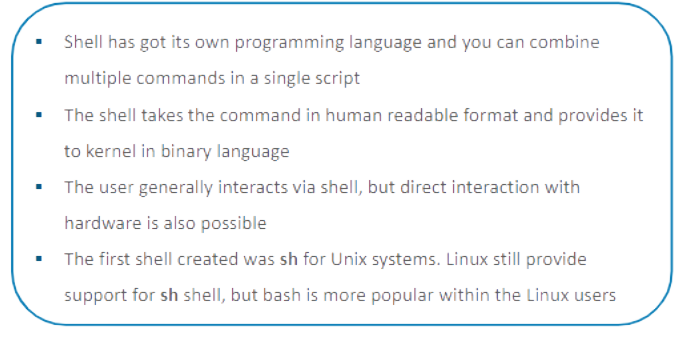 ▪ Shell has got its own programming language and you can combine
multiple commands in a single script
▪ The shell takes the command in human readable format and provides it
to kernel in binary language
▪ The user generally interacts via shell, but direct interaction with
hardware is also possible
▪ The first shell created was sh for Unix systems. Linux still provide
support for sh shell, but bash is more popular within the Linux users